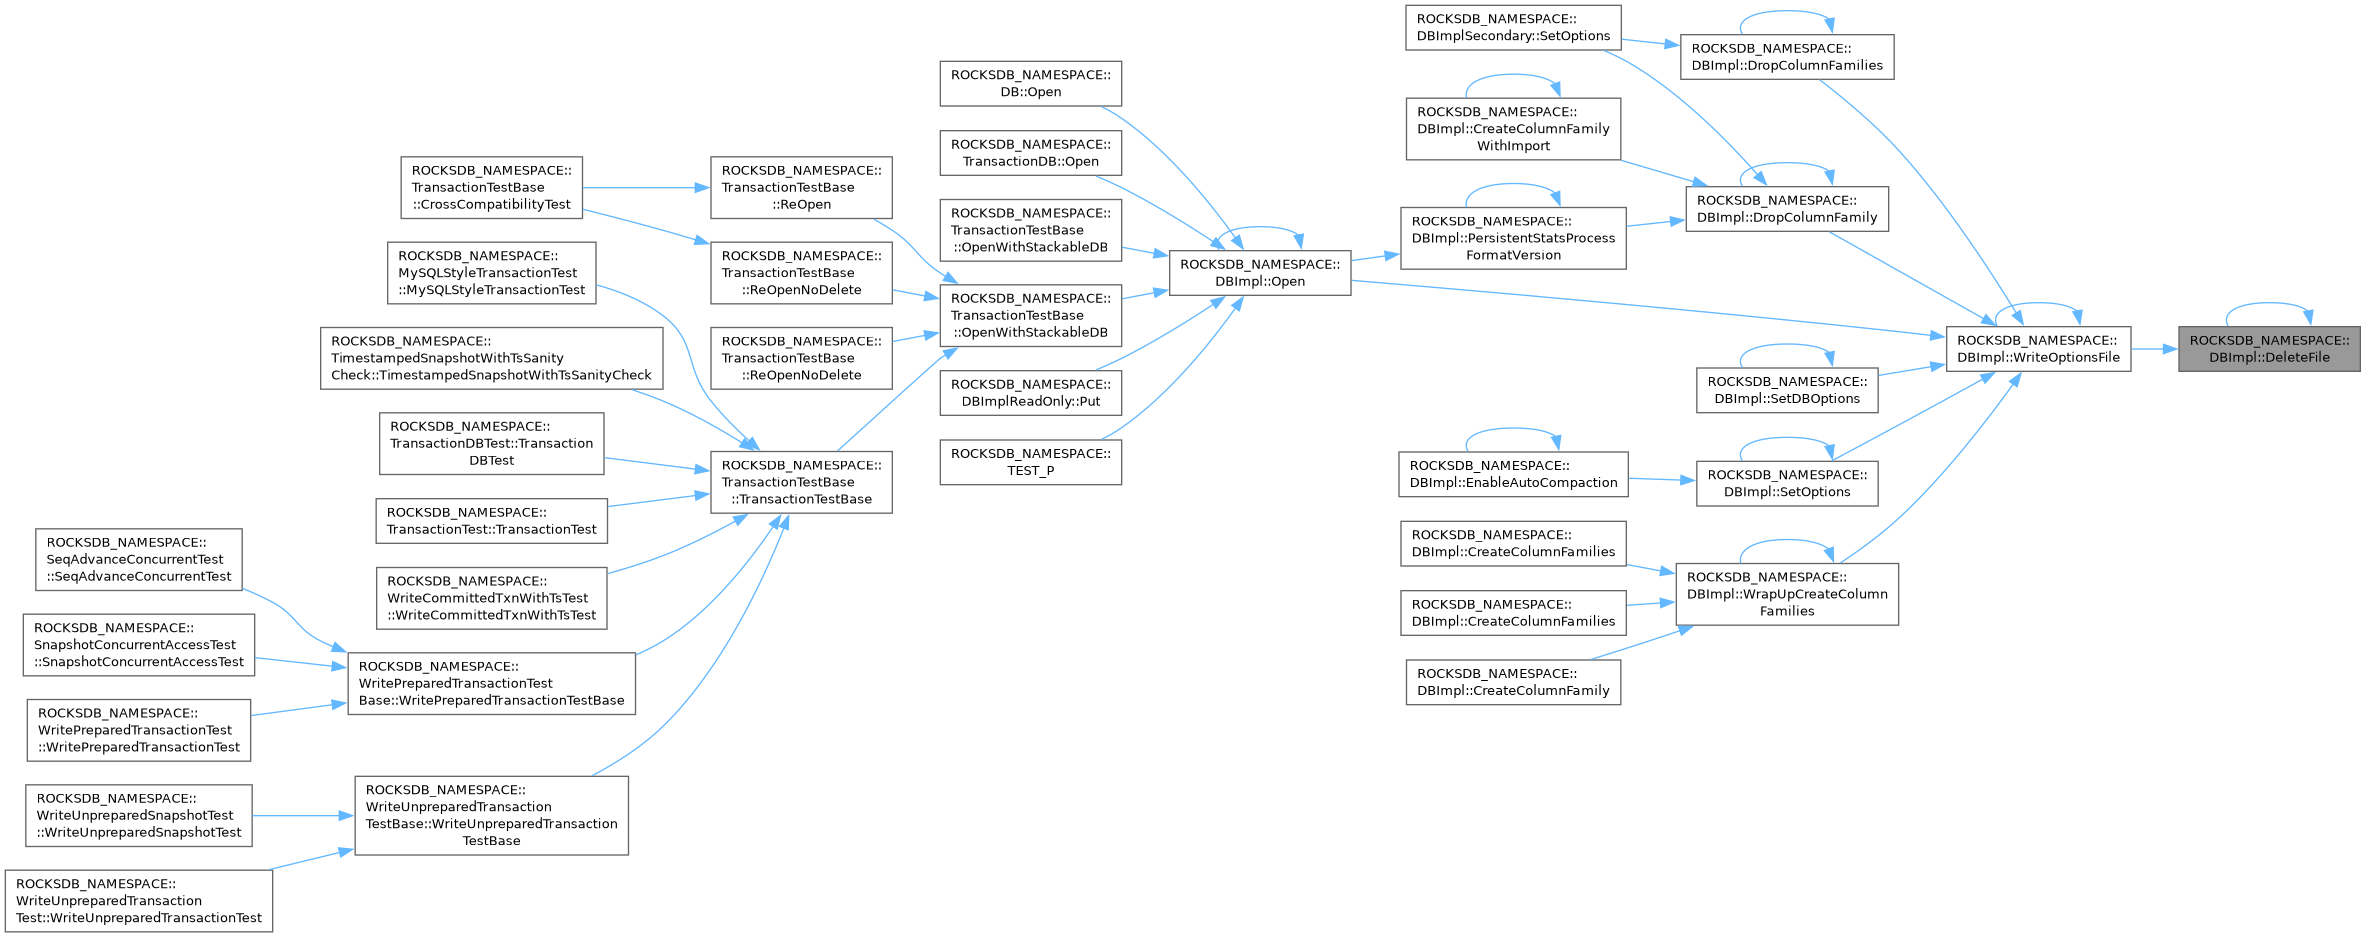 ROCKSDB_NAMESPACE::
DBImplSecondary::SetOptions
ROCKSDB_NAMESPACE::
DBImpl::DropColumnFamilies
ROCKSDB_NAMESPACE::
DB::Open
ROCKSDB_NAMESPACE::
DBImpl::CreateColumnFamily
WithImport
ROCKSDB_NAMESPACE::
TransactionDB::Open
ROCKSDB_NAMESPACE::
TransactionTestBase
::CrossCompatibilityTest
ROCKSDB_NAMESPACE::
TransactionTestBase
::ReOpen
ROCKSDB_NAMESPACE::
DBImpl::DropColumnFamily
ROCKSDB_NAMESPACE::
TransactionTestBase
::OpenWithStackableDB
ROCKSDB_NAMESPACE::
DBImpl::PersistentStatsProcess
FormatVersion
ROCKSDB_NAMESPACE::
MySQLStyleTransactionTest
::MySQLStyleTransactionTest
ROCKSDB_NAMESPACE::
TransactionTestBase
::ReOpenNoDelete
ROCKSDB_NAMESPACE::
DBImpl::Open
ROCKSDB_NAMESPACE::
TransactionTestBase
::OpenWithStackableDB
ROCKSDB_NAMESPACE::
TimestampedSnapshotWithTsSanity
Check::TimestampedSnapshotWithTsSanityCheck
ROCKSDB_NAMESPACE::
TransactionTestBase
::ReOpenNoDelete
ROCKSDB_NAMESPACE::
DBImpl::WriteOptionsFile
ROCKSDB_NAMESPACE::
DBImpl::DeleteFile
ROCKSDB_NAMESPACE::
DBImplReadOnly::Put
ROCKSDB_NAMESPACE::
DBImpl::SetDBOptions
ROCKSDB_NAMESPACE::
TransactionDBTest::Transaction
DBTest
ROCKSDB_NAMESPACE::
TEST_P
ROCKSDB_NAMESPACE::
DBImpl::EnableAutoCompaction
ROCKSDB_NAMESPACE::
DBImpl::SetOptions
ROCKSDB_NAMESPACE::
TransactionTestBase
::TransactionTestBase
ROCKSDB_NAMESPACE::
TransactionTest::TransactionTest
ROCKSDB_NAMESPACE::
DBImpl::CreateColumnFamilies
ROCKSDB_NAMESPACE::
SeqAdvanceConcurrentTest
::SeqAdvanceConcurrentTest
ROCKSDB_NAMESPACE::
WriteCommittedTxnWithTsTest
::WriteCommittedTxnWithTsTest
ROCKSDB_NAMESPACE::
DBImpl::CreateColumnFamilies
ROCKSDB_NAMESPACE::
DBImpl::WrapUpCreateColumn
Families
ROCKSDB_NAMESPACE::
SnapshotConcurrentAccessTest
::SnapshotConcurrentAccessTest
ROCKSDB_NAMESPACE::
WritePreparedTransactionTest
Base::WritePreparedTransactionTestBase
ROCKSDB_NAMESPACE::
DBImpl::CreateColumnFamily
ROCKSDB_NAMESPACE::
WritePreparedTransactionTest
::WritePreparedTransactionTest
ROCKSDB_NAMESPACE::
WriteUnpreparedSnapshotTest
::WriteUnpreparedSnapshotTest
ROCKSDB_NAMESPACE::
WriteUnpreparedTransaction
TestBase::WriteUnpreparedTransaction
TestBase
ROCKSDB_NAMESPACE::
WriteUnpreparedTransaction
Test::WriteUnpreparedTransactionTest